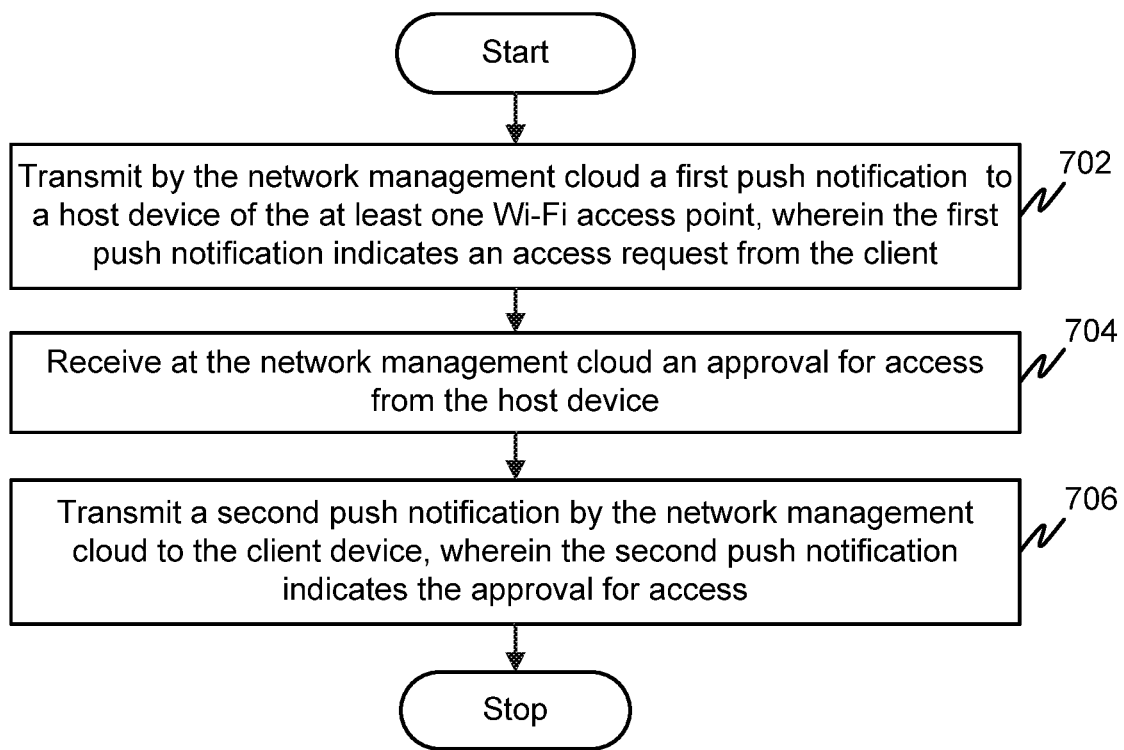 Start
Transmit by the network management cloud a first push notification to
a host device of the at least one Wi-Fi access point, wherein the first
push notification indicates an access request from the client
702
Receive at the network management cloud an approval for access
from the host device
704
Transmit a second push notification by the network management
cloud to the client device, wherein the second push notification
indicates the approval for access
706
Stop